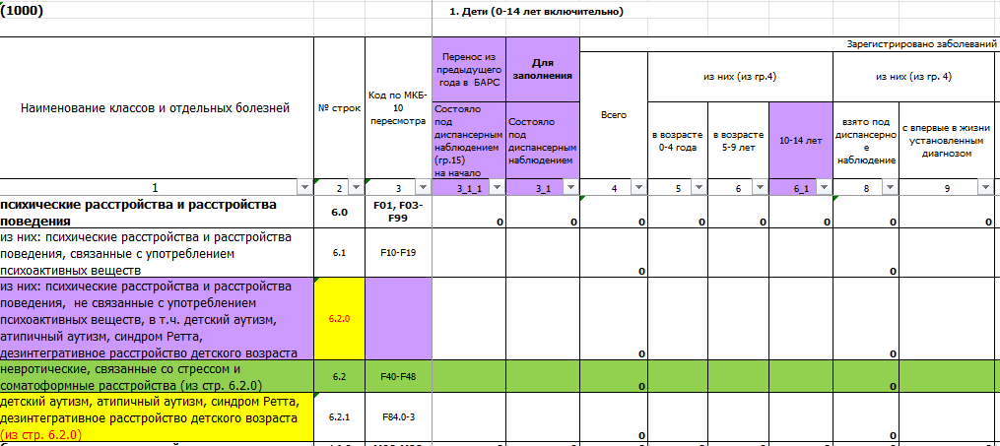 (1000)
1. Дети (0-14 лет включительно)
Зарегистрировано заболеваний
Наименование классов и отдельных болезней
№ строк
Код по МКБ-
10
пересмотра
Перенос из
предыдущего
года в БАРС
Для
заполнения
Всего
из них (из гр.4)
из них (из гр. 4)
Состояло
под
диспансерным
наблюдением
(гр.15)
на начало
Состояло
под
диспансерным
наблюдением
в возрасте
0-4 года
в возрасте
5-9 лет
10-14 лет
взято под
диспансерно
е
наблюдение
с впервые в жизни
установленным
диагнозом
1 2 3 3_1_1 3_1 4 5 6 6_1 8 9
психические расстройства и расстройства
поведения
6.0
F01, F03-
F99
0 0 0 0 0 0 0 0
из них: психические расстройства и расстройства
поведения, связанные с употреблением
психоактивных веществ
6.1
F10-F19
0 0
из них: психические расстройства и расстройства
поведения, не связанные с употреблением
психоактивных веществ, в т.ч. детский аутизм,
атипичный аутизм, синдром Ретта,
дезинтегративное расстройство детского возраста
6.2.0
0 0
невротические, связанные со стрессом и
соматоформные расстройства (из стр. 6.2.0)
6.2
F40-F48
0 0
детский аутизм, атипичный аутизм, синдром Ретта,
дезинтегративное расстройство детского возраста
(из стр. 6.2.0)
6.2.1
F84.0-3
0 0